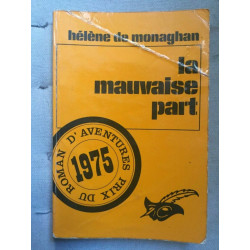 hélène de monaghan
la
mauvaise
part
PRIX DU ROMAN D'AVENTURES
1975